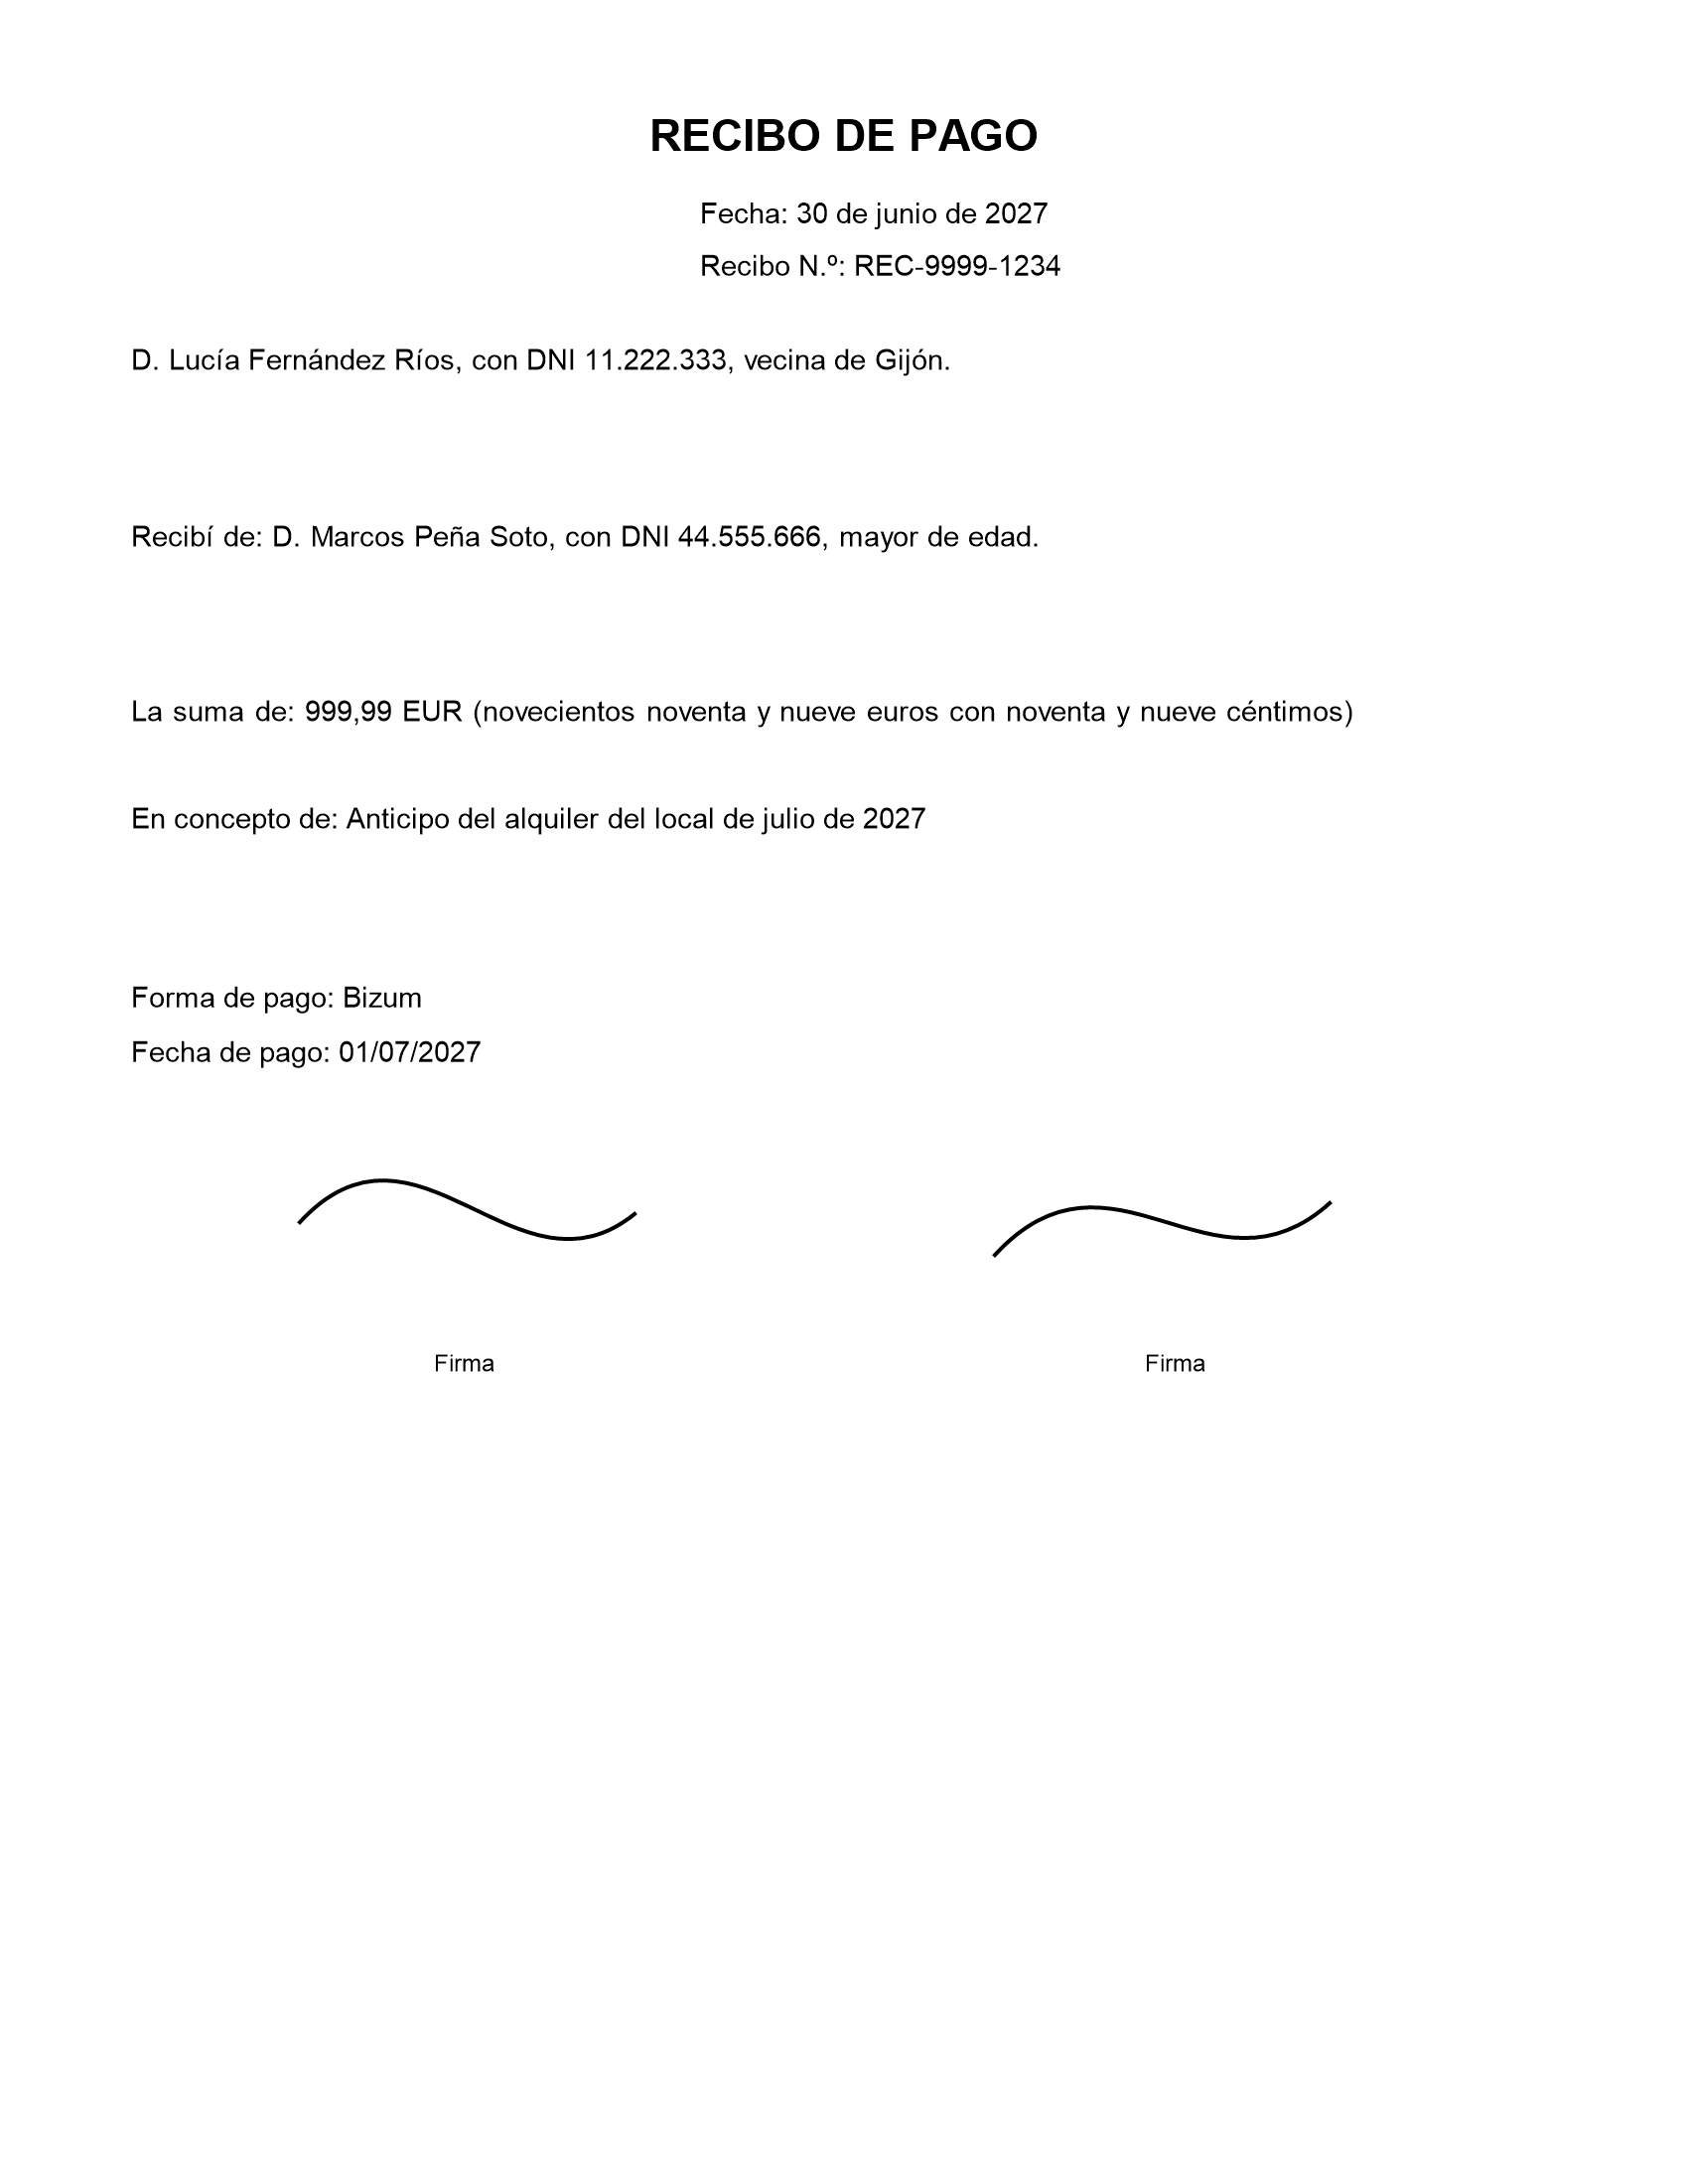 RECIBO DE PAGO
Fecha: 30 de junio de 2027
Recibo N.º: REC-9999-1234
D. Lucía Fernández Ríos, con DNI 11.222.333, vecina de Gijón.
Recibí de: D. Marcos Peña Soto, con DNI 44.555.666, mayor de edad.
La suma de: 999,99 EUR (novecientos noventa y nueve euros con noventa y nueve céntimos)
En concepto de: Anticipo del alquiler del local de julio de 2027
Forma de pago: Bizum
Fecha de pago: 01/07/2027
Firma
Firma